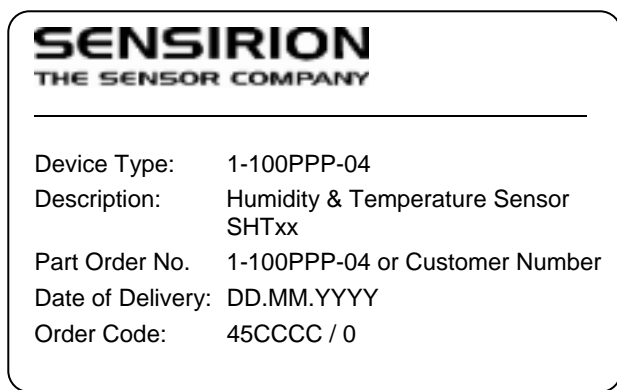 SENSIRION
THE SENSOR COMPANY
Device Type: 1-100PPP-04
Description: Humidity & Temperature Sensor
SHTxx
Part Order No. 1-100PPP-04 or Customer Number
Date of Delivery: DD.MM.YYYY
Order Code: 45CCCC / 0